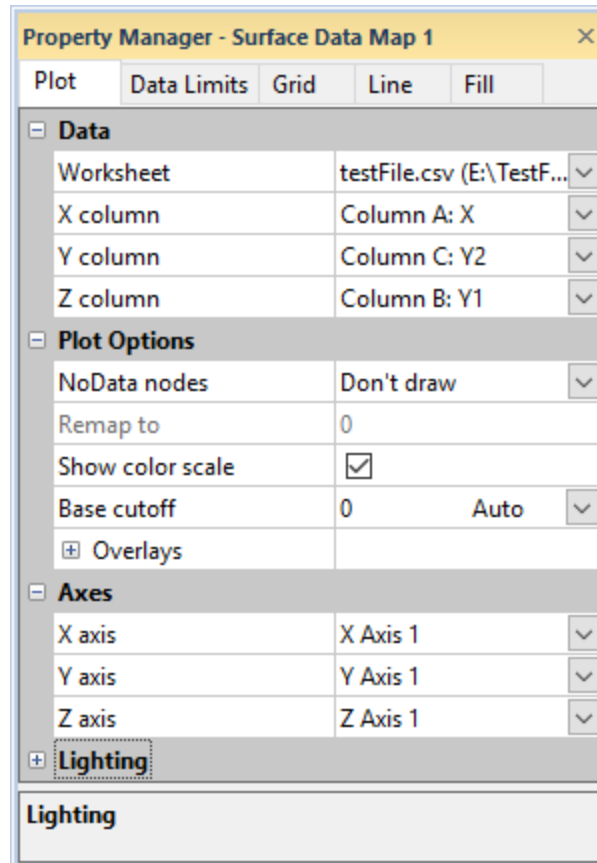 Property Manager - Surface Data Map 1
Plot Data Limits Grid Line Fill
Data
Worksheet testFile.csv (E:\TestF...
X column Column A: X
Y column Column C: Y2
Z column Column B: Y1
Plot Options
NoData nodes Don't draw
Remap to 0
Show color scale
Base cutoff 0 Auto
Overlays
Axes
X axis X Axis 1
Y axis Y Axis 1
Z axis Z Axis 1
Lighting
Lighting